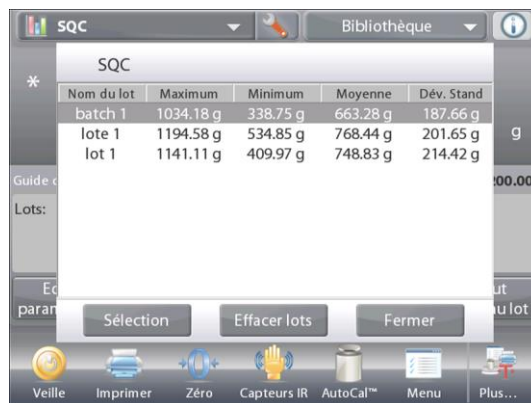 SQC Bibliothèque
SQC
*
Nom du lot Maximum Minimum Moyenne Dév. Stand
batch 1 1034.18 g 338.75 g 663.28 g 187.66 g
lote 1 1194.58 g 534.85 g 768.44 g 201.65 g
g
lot 1 1141.11 g 409.97 g 748.83 g 214.42 g
Guide
Lots:
Sélection Effacer lots Fermer
Veille Imprimer Zéro Capteurs IR AutoCal™ Menu Plus...